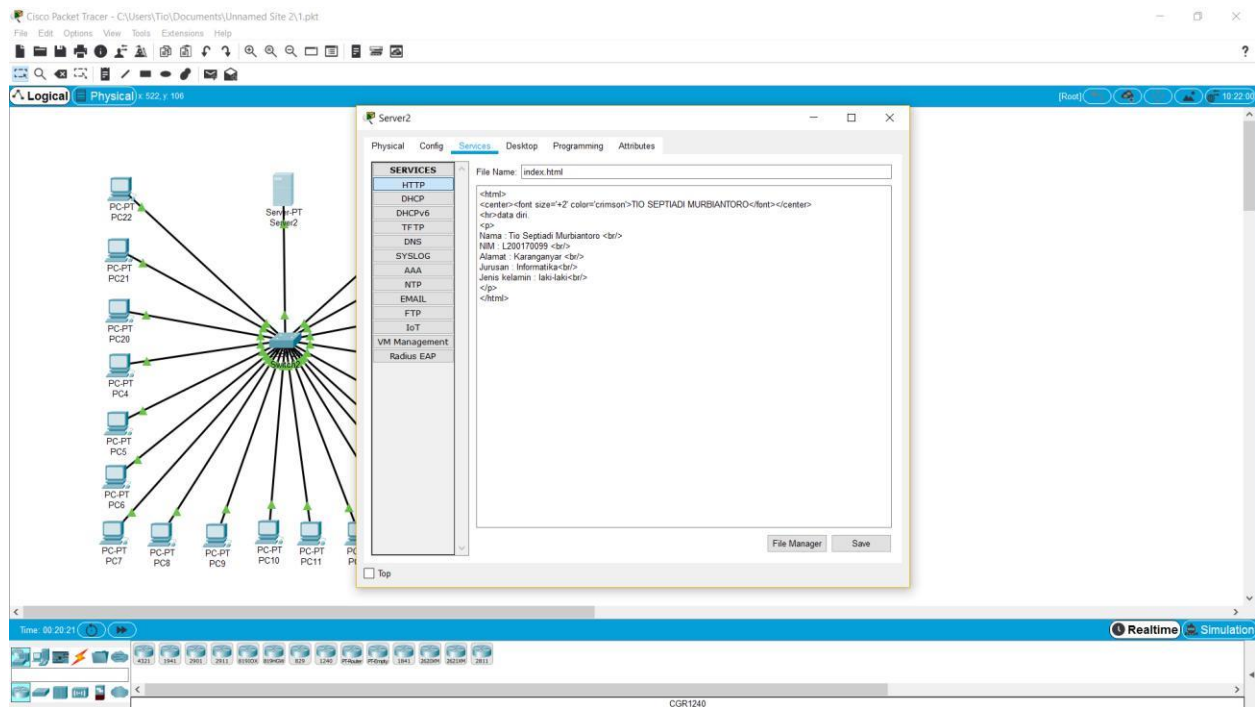 Cisco Packet Tracer - C:\Users\Tio\Documents\Unnamed Site 2\1.pkt
File Edit Options View Tools Extensions Help
?
Logical Physical x: 522, y: 106
[Root] 10:22:00
Server2
Physical Config Services Desktop Programming Attributes
SERVICES
HTTP
DHCP
DHCPv6
TFTP
DNS
SYSLOG
AAA
NTP
EMAIL
FTP
IoT
VM Management
Radius EAP
File Name: index.html
<html>
<center><font size='+2' color='crimson'>TIO SEPTIADI MURBIANTORO</font></center>
<hr>data diri.
<p>
Nama : Tio Septiadi Murbiantoro <br/>
NIM : L200170099 <br/>
Alamat : Karanganyar <br/>
Jurusan : Informatika<br/>
Jenis kelamin : laki-laki<br/>
</p>
</html>
File Manager Save
Top
PC-PT
PC22
Server-PT
Server2
PC-PT
PC21
PC-PT
PC20
PC-PT
PC4
PC-PT
PC5
PC-PT
PC6
PC-PT
PC7
PC-PT
PC8
PC-PT
PC9
PC-PT
PC10
PC-PT
PC11
Time: 00:20:21
Realtime Simulation
4321 1941 2901 2911 819IOX 819HGW 829 1240 PT-Router PT-Empty 1841 2620XM 2621XM 2811
CGR1240